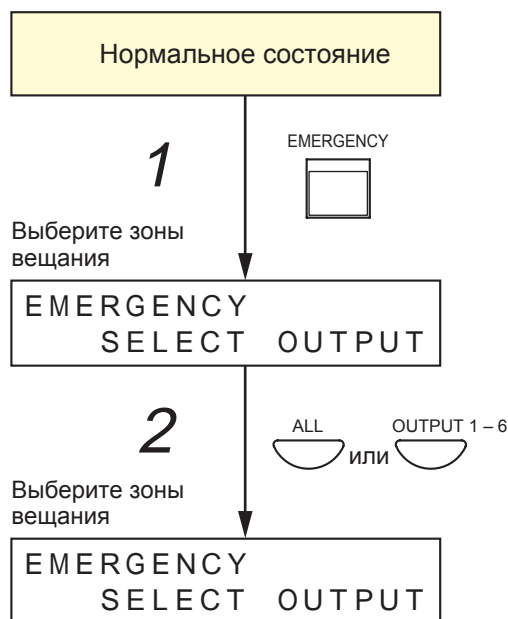 Нормальное состояние
1
EMERGENCY
Выберите зоны
вещания
EMERGENCY
SELECT OUTPUT
2
ALL
или
OUTPUT 1 – 6
Выберите зоны
вещания
EMERGENCY
SELECT OUTPUT